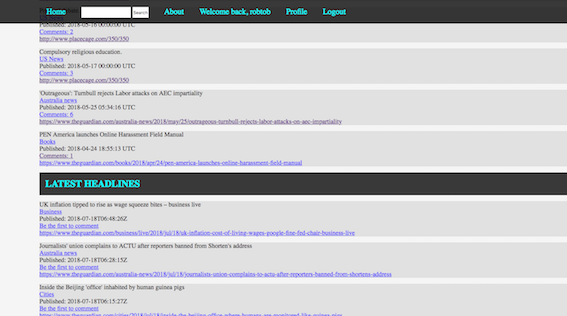 Home Search About Welcome back, robtob Profile Logout
Published: 2018-05-16 00:00:00 UTC
Comments: 2
http://www.placecage.com/350/350
Compulsory religious education.
US News
Published: 2018-05-17 00:00:00 UTC
Comments: 3
http://www.placecage.com/350/350
'Outrageous': Turnbull rejects Labor attacks on AEC impartiality
Australia news
Published: 2018-05-25 05:34:16 UTC
Comments: 6
https://www.theguardian.com/australia-news/2018/may/25/outrageous-turnbull-rejects-labor-attacks-on-aec-impartiality
PEN America launches Online Harassment Field Manual
Books
Published: 2018-04-24 18:55:13 UTC
Comments: 1
https://www.theguardian.com/books/2018/apr/24/pen-america-launches-online-harassment-field-manual
LATEST HEADLINES
UK inflation tipped to rise as wage squeeze bites – business live
Business
Published: 2018-07-18T06:48:26Z
Be the first to comment
https://www.theguardian.com/business/live/2018/jul/18/uk-inflation-cost-of-living-wages-google-fine-fed-chair-business-live
Journalists' union complains to ACTU after reporters banned from Shorten's address
Australia news
Published: 2018-07-18T06:28:15Z
Be the first to comment
https://www.theguardian.com/australia-news/2018/jul/18/journalists-union-complains-to-actu-after-reporters-banned-from-shortens-address
Inside the Beijing 'office' inhabited by human guinea pigs
Cities
Published: 2018-07-18T06:15:27Z
Be the first to comment